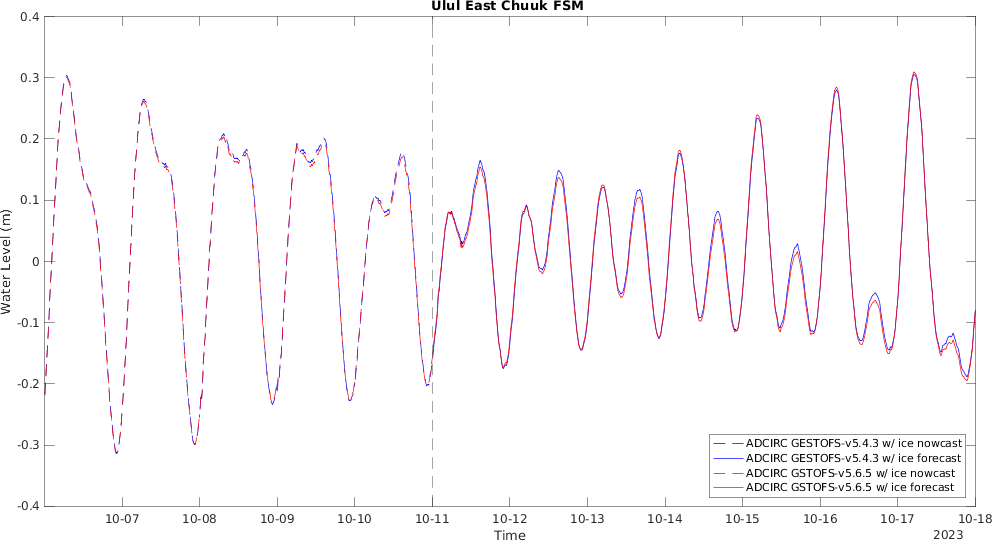 Ulul East Chuuk FSM
0.4
0.3
0.2
0.1
0
-0.1
-0.2
-0.3
-0.4
Water Level (m)
ADCIRC GESTOFS-v5.4.3 w/ ice nowcast
ADCIRC GESTOFS-v5.4.3 w/ ice forecast
ADCIRC GSTOFS-v5.6.5 w/ ice nowcast
ADCIRC GSTOFS-v5.6.5 w/ ice forecast
10-07 10-08 10-09 10-10 10-11 10-12 10-13 10-14 10-15 10-16 10-17 10-18
Time
2023